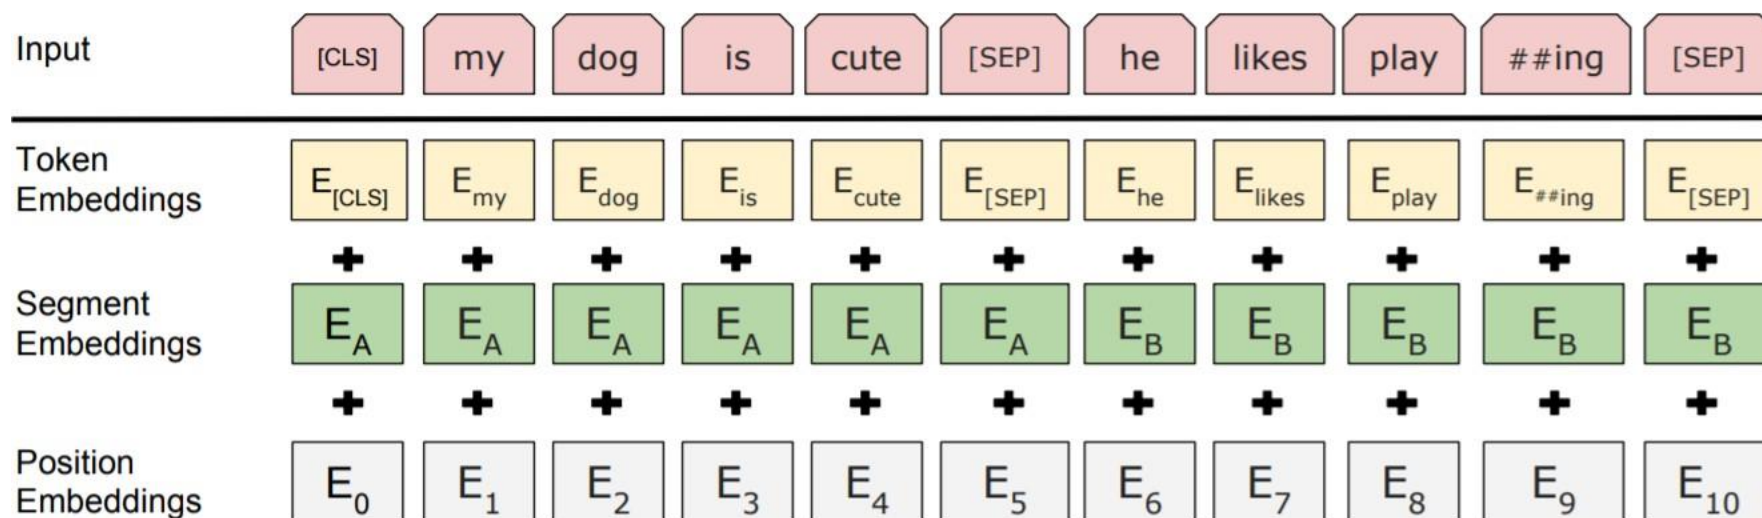 Input [CLS] my dog is cute [SEP] he likes play ##ing [SEP]
Token
Embeddings E[CLS] Emy Edog Eis Ecute E[SEP] Ehe Elikes Eplay E##ing E[SEP]
+ + + + + + + + + + +
Segment
Embeddings EA EA EA EA EA EA EB EB EB EB EB
+ + + + + + + + + + +
Position
Embeddings E0 E1 E2 E3 E4 E5 E6 E7 E8 E9 E10